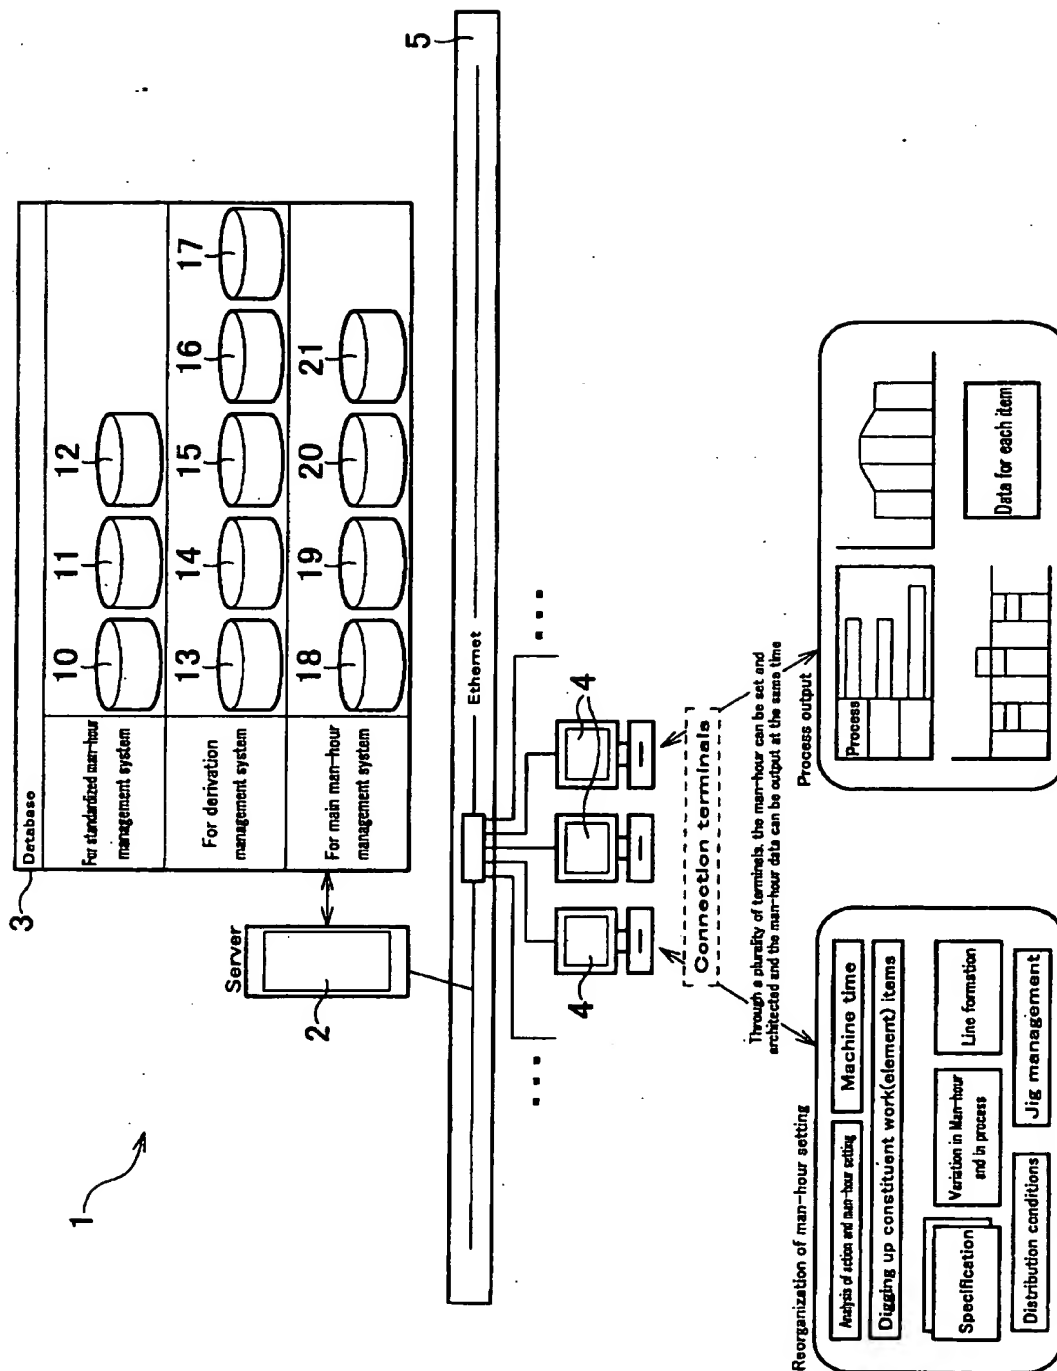 1
3
Database
For standardized man-hour
management system
10
11
12
For derivation
management system
13
14
15
16
17
For main man-hour
management system
18
19
20
21
Server
2
5
Ethernet
4
4
Connection terminals
Through a plurality of terminals, the man-hour can be set and
architected and the man-hour data can be output at the same time
Reorganization of man-hour setting
Analysis of action and man-hour setting
Machine time
Digging up constituent work(element) items
Specification
Variation in Man-hour
and in process
Line formation
Distribution conditions
Jig management
Process output
Process
Data for each item